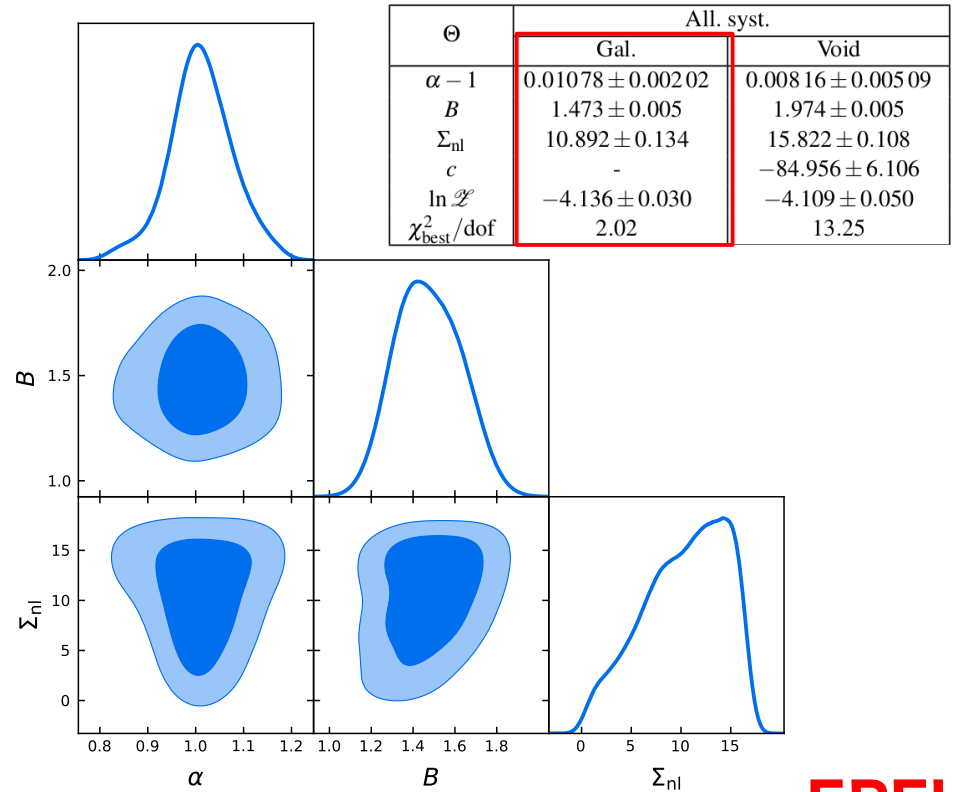 Θ All. syst.
Gal. Void
α − 1 0.01078 ± 0.00202 0.00816 ± 0.00509
B 1.473 ± 0.005 1.974 ± 0.005
Σnl 10.892 ± 0.134 15.822 ± 0.108
c - −84.956 ± 6.106
ln 𝒵 −4.136 ± 0.030 −4.109 ± 0.050
χ²best/dof 2.02 13.25
2.0
1.5
1.0
B
15
10
5
0
Σnl
0.8 0.9 1.0 1.1 1.2 1.0 1.2 1.4 1.6 1.8 0 5 10 15
α B Σnl